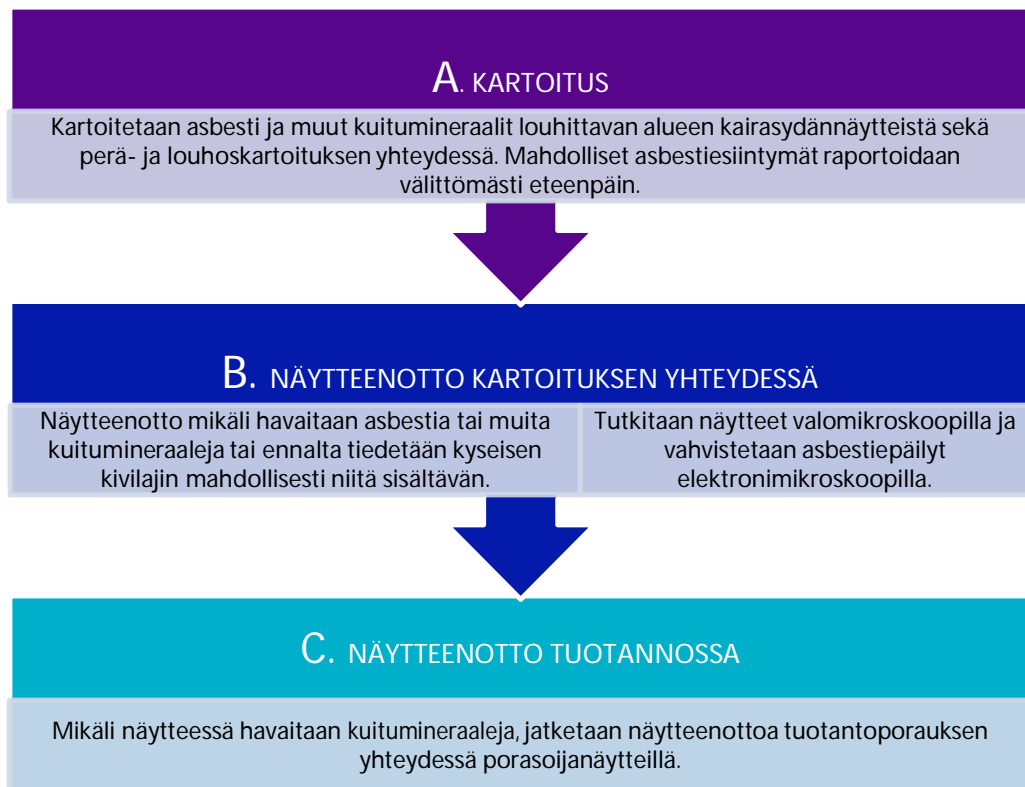 A. KARTOITUS
Kartoitetaan asbesti ja muut kuitumineraalit louhittavan alueen kairasydännäytteistä sekä
perä- ja louhoskartoituksen yhteydessä. Mahdolliset asbestiesiintymät raportoidaan
välittömästi eteenpäin.
B. NÄYTTEENOTTO KARTOITUKSEN YHTEYDESSÄ
Näytteenotto mikäli havaitaan asbestia tai muita
kuitumineraaleja tai ennalta tiedetään kyseisen
kivilajin mahdollisesti niitä sisältävän.
Tutkitaan näytteet valomikroskoopilla ja
vahvistetaan asbestiepäilyt
elektronimikroskoopilla.
C. NÄYTTEENOTTO TUOTANNOSSA
Mikäli näytteessä havaitaan kuitumineraaleja, jatketaan näytteenottoa tuotantoporauksen
yhteydessä porasoijanäytteillä.